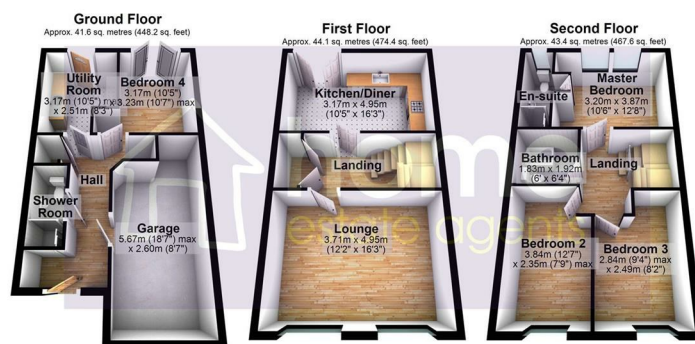 Ground Floor
Approx. 41.6 sq. metres (448.2 sq. feet)
Utility
Room
3.17m (10'5") max
x 2.51m (8'3")
Bedroom 4
3.17m (10'5")
x 3.23m (10'7") max
Hall
Shower
Room
Garage
5.67m (18'7") max
x 2.60m (8'7")
First Floor
Approx. 44.1 sq. metres (474.4 sq. feet)
Kitchen/Diner
3.17m x 4.95m
(10'5" x 16'3")
Landing
Lounge
3.71m x 4.95m
(12'2" x 16'3")
Second Floor
Approx. 43.4 sq. metres (467.6 sq. feet)
En-suite
Master
Bedroom
3.20m x 3.87m
(10'6" x 12'8")
Bathroom
1.83m x 1.92m
(6' x 6'4")
Landing
Bedroom 2
3.84m (12'7")
x 2.35m (7'9") max
Bedroom 3
2.84m (9'4") max
x 2.49m (8'2")
home
estate agents